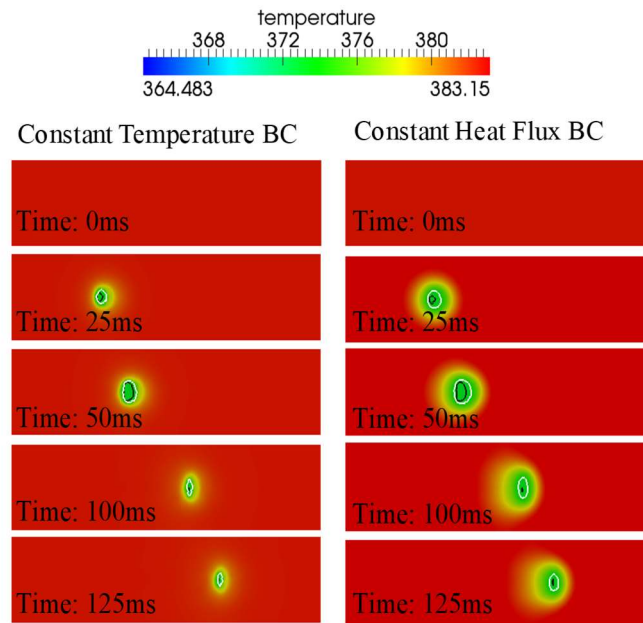 temperature
368 372 376 380
364.483 383.15
Constant Temperature BC Constant Heat Flux BC
Time: 0ms Time: 0ms
Time: 25ms Time: 25ms
Time: 50ms Time: 50ms
Time: 100ms Time: 100ms
Time: 125ms Time: 125ms